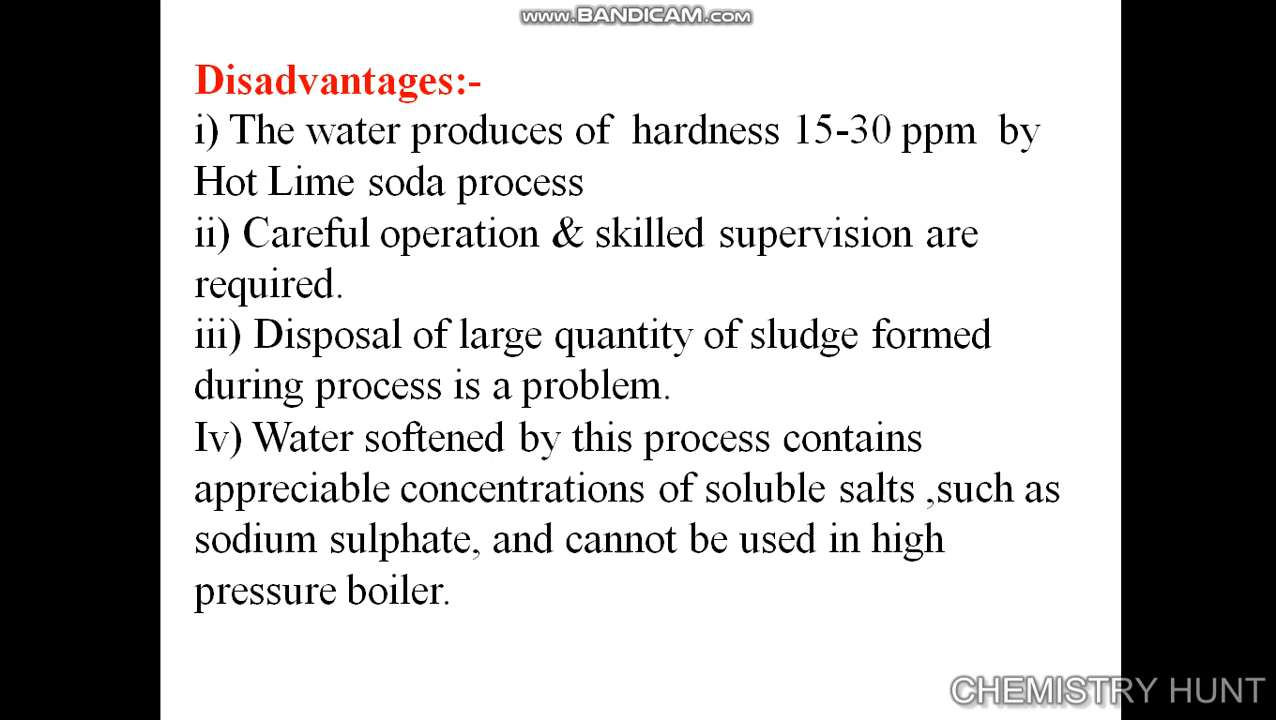 www.BANDICAM.com
Disadvantages:-
i) The water produces of hardness 15-30 ppm by
Hot Lime soda process
ii) Careful operation & skilled supervision are
required.
iii) Disposal of large quantity of sludge formed
during process is a problem.
Iv) Water softened by this process contains
appreciable concentrations of soluble salts ,such as
sodium sulphate, and cannot be used in high
pressure boiler.
CHEMISTRY HUNT